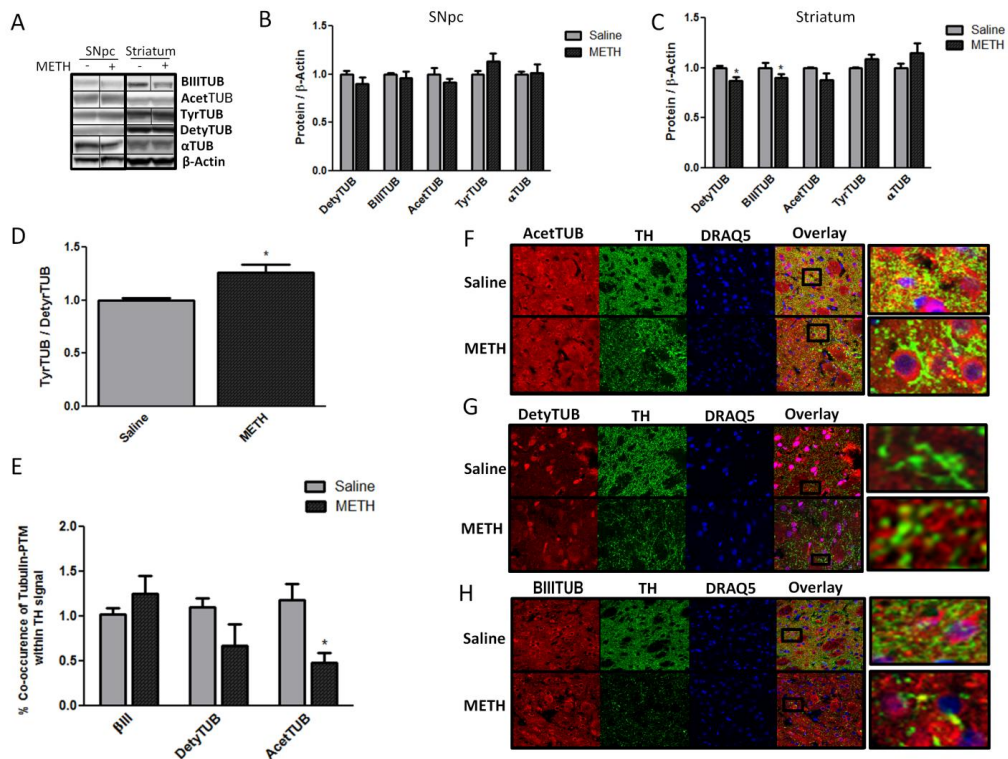 A
SNpc Striatum
METH - + - +
BIIITUB
AcetTUB
TyrTUB
DetyTUB
αTUB
β-Actin
B
SNpc
Saline
METH
Protein / β-Actin
1.5
1.0
0.5
0.0
DetyTUB BIIITUB AcetTUB TyrTUB αTUB
C
Striatum
Saline
METH
Protein / β-Actin
1.5
1.0
0.5
0.0
* *
DetyTUB BIIITUB AcetTUB TyrTUB αTUB
D
TyrTUB / DetyrTUB
1.5
1.0
1.5
0.0
*
Saline METH
E
Saline
METH
% Co-occurence of Tubulin-PTM
within TH signal
2.0
1.5
1.0
0.5
0.0
*
βIII DetyTUB AcetTUB
F
AcetTUB TH DRAQ5 Overlay
Saline
METH
G
DetyTUB TH DRAQ5 Overlay
Saline
METH
H
BIIITUB TH DRAQ5 Overlay
Saline
METH